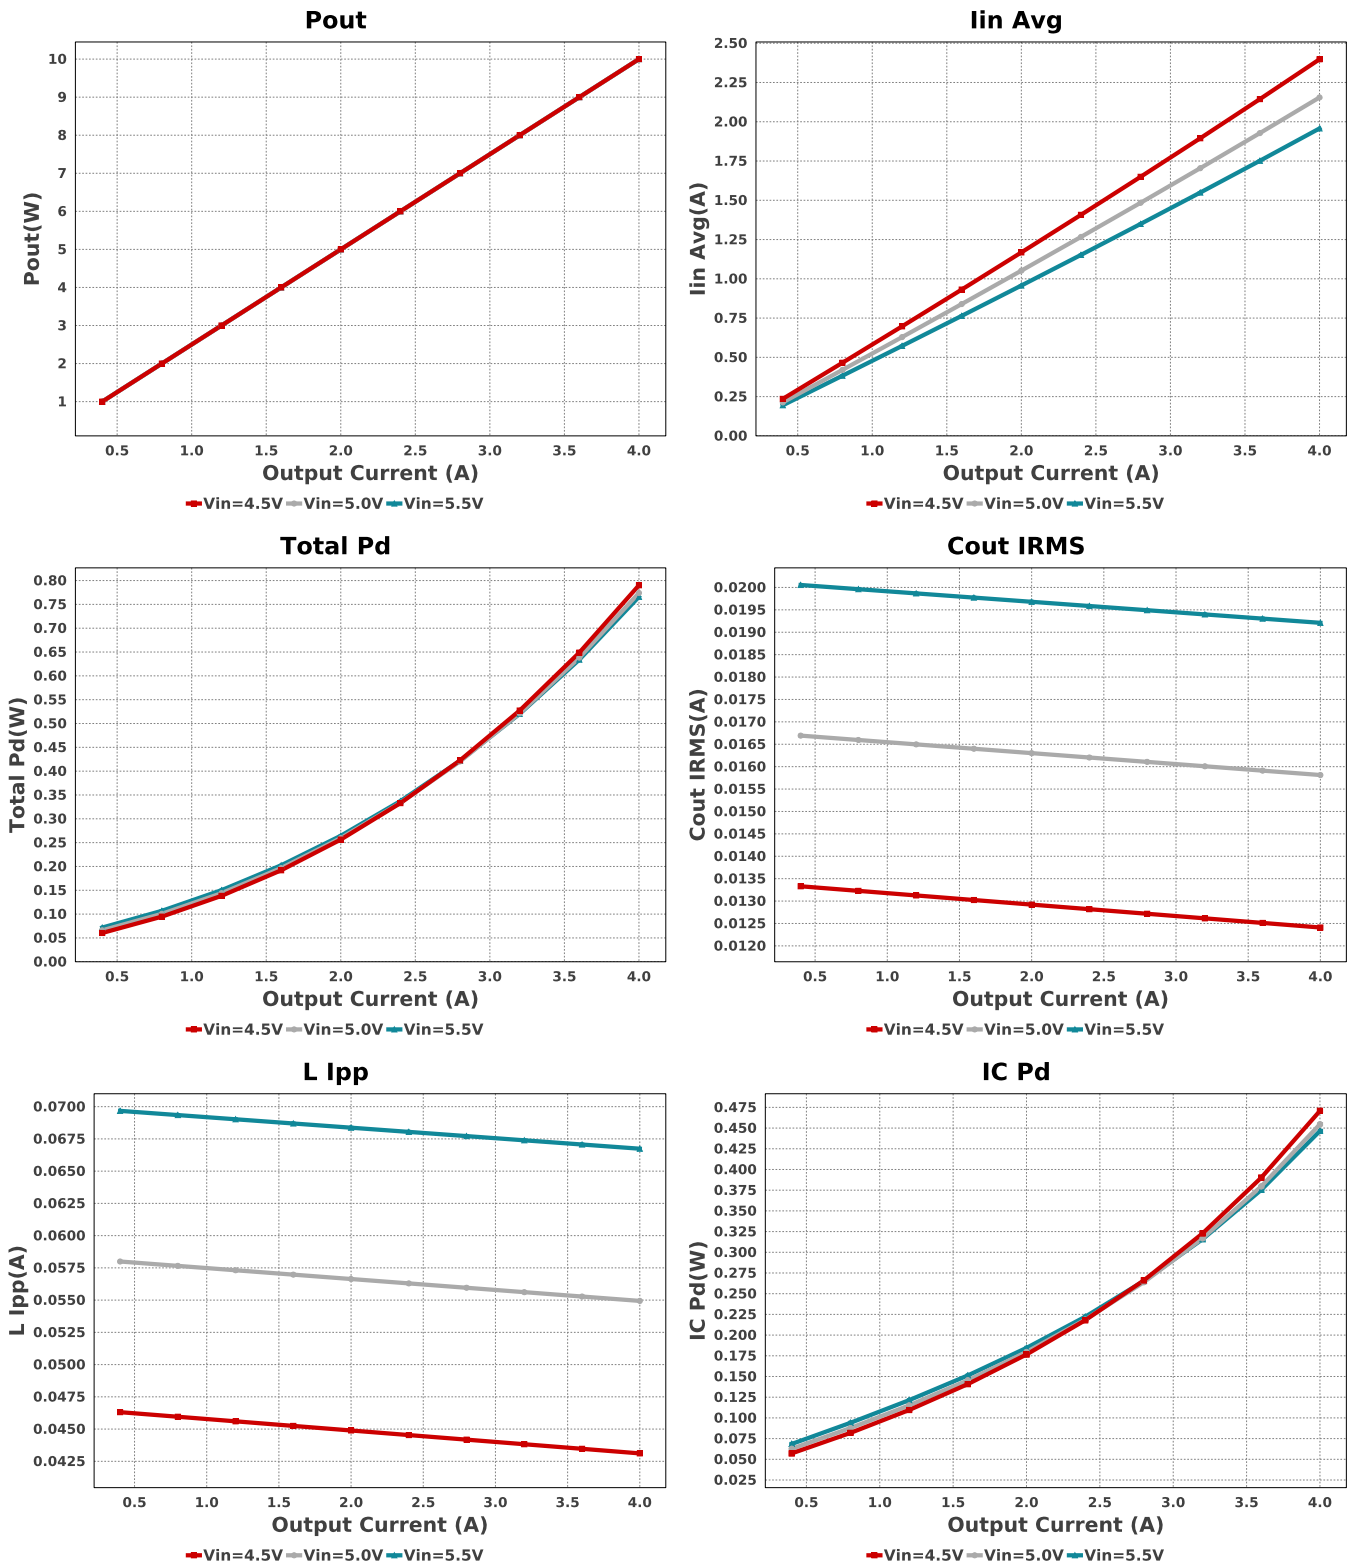 Pout
Pout(W)
10
9
8
7
6
5
4
3
2
1
0.5 1.0 1.5 2.0 2.5 3.0 3.5 4.0
Output Current (A)
Vin=4.5V Vin=5.0V Vin=5.5V
Iin Avg
Iin Avg(A)
2.50
2.25
2.00
1.75
1.50
1.25
1.00
0.75
0.50
0.25
0.00
0.5 1.0 1.5 2.0 2.5 3.0 3.5 4.0
Output Current (A)
Vin=4.5V Vin=5.0V Vin=5.5V
Total Pd
Total Pd(W)
0.80
0.75
0.70
0.65
0.60
0.55
0.50
0.45
0.40
0.35
0.30
0.25
0.20
0.15
0.10
0.05
0.00
0.5 1.0 1.5 2.0 2.5 3.0 3.5 4.0
Output Current (A)
Vin=4.5V Vin=5.0V Vin=5.5V
Cout IRMS
Cout IRMS(A)
0.0200
0.0195
0.0190
0.0185
0.0180
0.0175
0.0170
0.0165
0.0160
0.0155
0.0150
0.0145
0.0140
0.0135
0.0130
0.0125
0.0120
0.5 1.0 1.5 2.0 2.5 3.0 3.5 4.0
Output Current (A)
Vin=4.5V Vin=5.0V Vin=5.5V
L Ipp
L Ipp(A)
0.0700
0.0675
0.0650
0.0625
0.0600
0.0575
0.0550
0.0525
0.0500
0.0475
0.0450
0.0425
0.5 1.0 1.5 2.0 2.5 3.0 3.5 4.0
Output Current (A)
Vin=4.5V Vin=5.0V Vin=5.5V
IC Pd
IC Pd(W)
0.475
0.450
0.425
0.400
0.375
0.350
0.325
0.300
0.275
0.250
0.225
0.200
0.175
0.150
0.125
0.100
0.075
0.050
0.025
0.5 1.0 1.5 2.0 2.5 3.0 3.5 4.0
Output Current (A)
Vin=4.5V Vin=5.0V Vin=5.5V